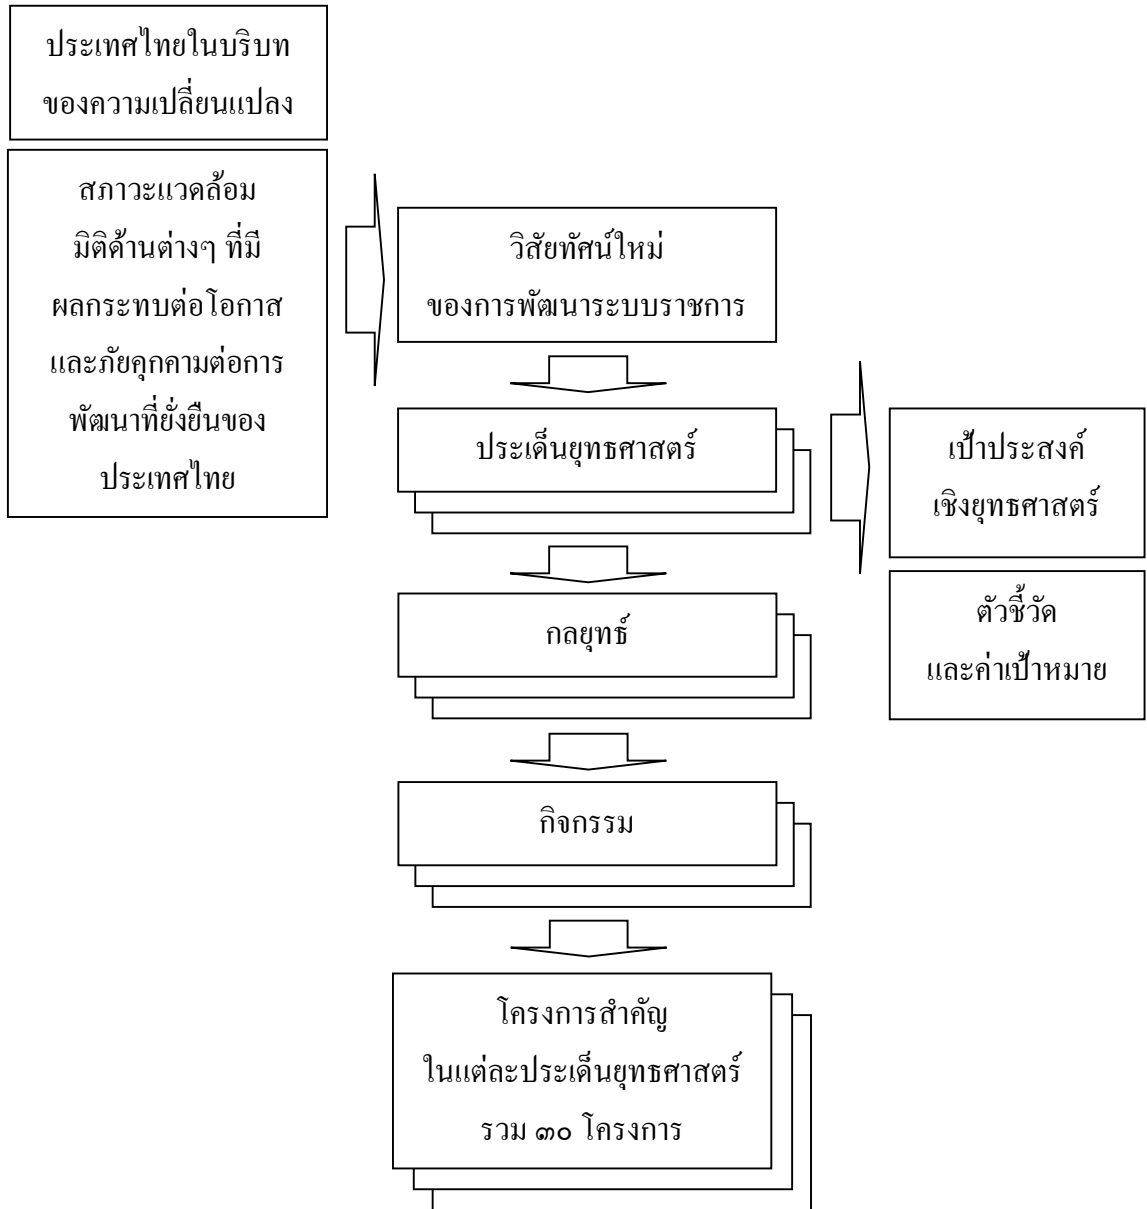 ประเทศไทยในบริบท
ของความเปลี่ยนแปลง
สภาวะแวดล้อม
มิติด้านต่างๆ ที่มี
ผลกระทบต่อโอกาส
และภัยคุกคามต่อการ
พัฒนาที่ยั่งยืนของ
ประเทศไทย
วิสัยทัศน์ใหม่
ของการพัฒนาระบบราชการ
ประเด็นยุทธศาสตร์
เป้าประสงค์
เชิงยุทธศาสตร์
ตัวชี้วัด
และค่าเป้าหมาย
กลยุทธ์
กิจกรรม
โครงการสำคัญ
ในแต่ละประเด็นยุทธศาสตร์
รวม ๓๐ โครงการ